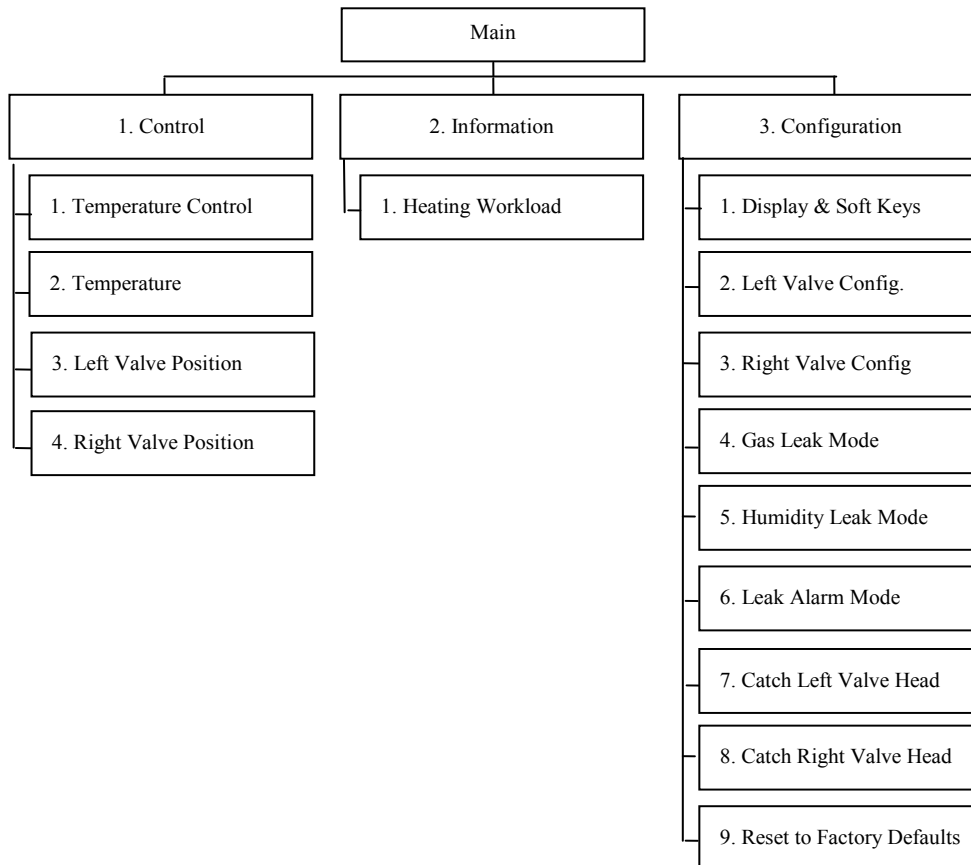 Main
1. Control
1. Temperature Control
2. Temperature
3. Left Valve Position
4. Right Valve Position
2. Information
1. Heating Workload
3. Configuration
1. Display & Soft Keys
2. Left Valve Config.
3. Right Valve Config
4. Gas Leak Mode
5. Humidity Leak Mode
6. Leak Alarm Mode
7. Catch Left Valve Head
8. Catch Right Valve Head
9. Reset to Factory Defaults